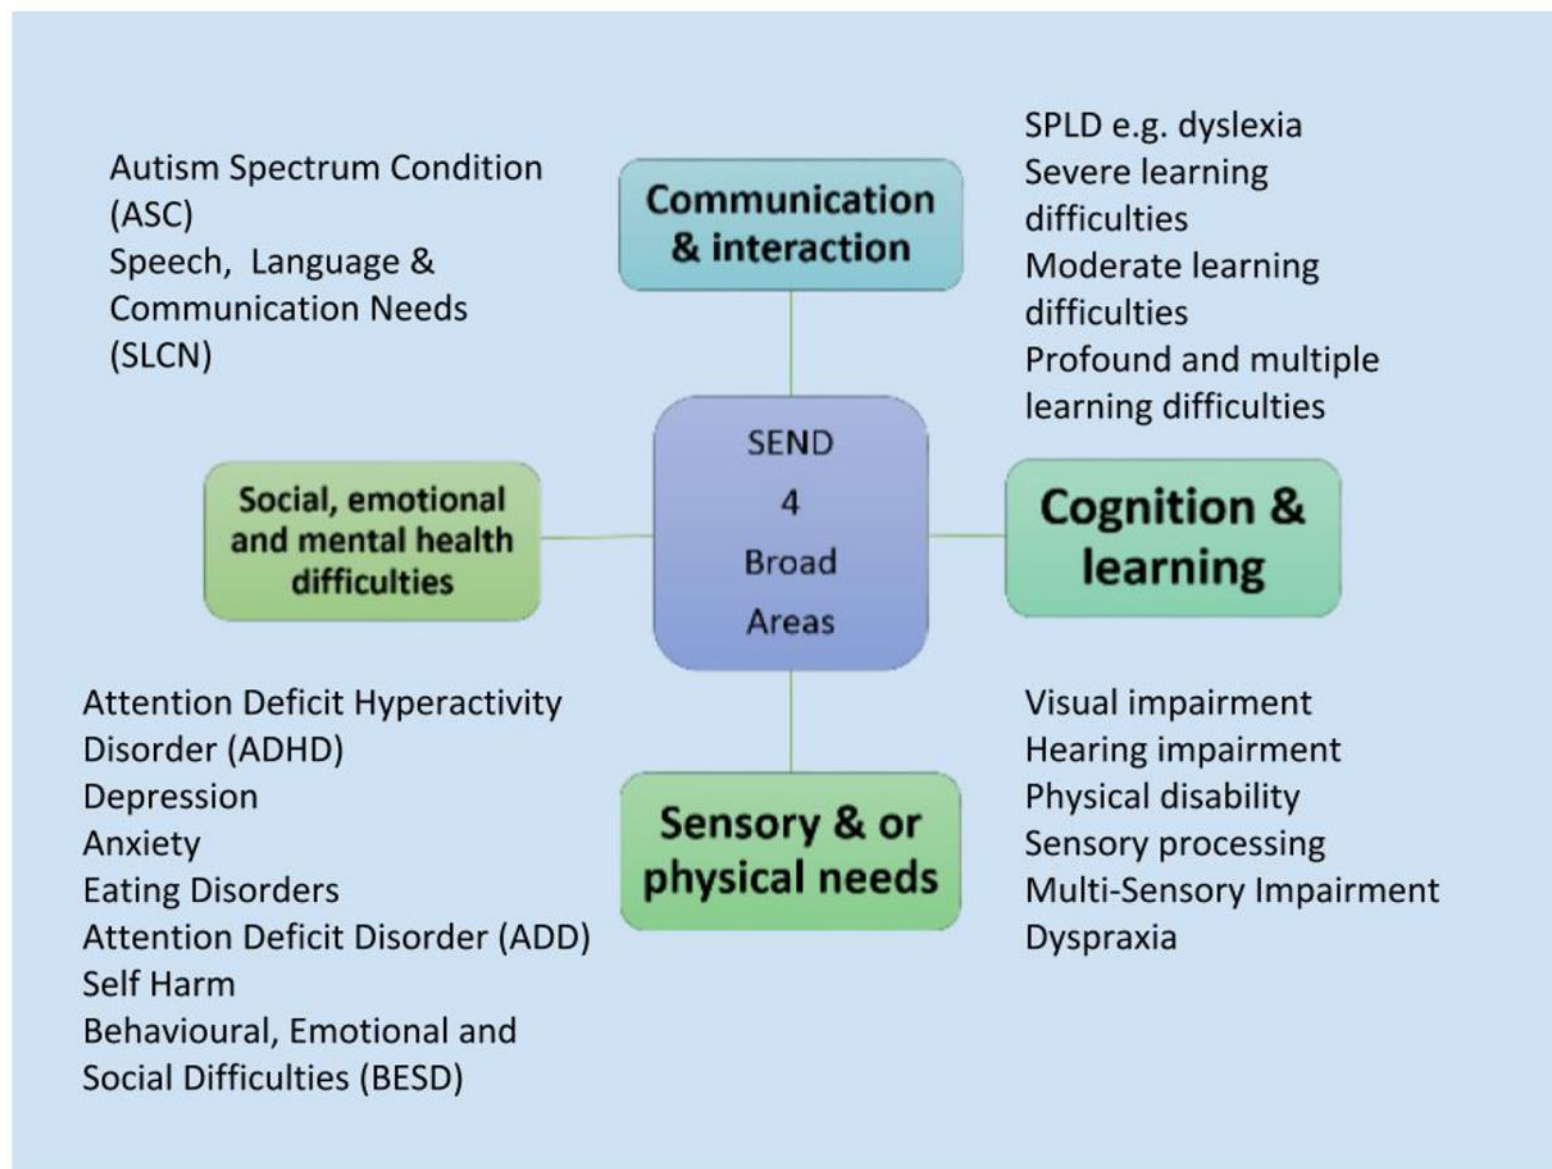 Autism Spectrum Condition
(ASC)
Speech,  Language &
Communication Needs
(SLCN)
Communication
& interaction
SPLD e.g. dyslexia
Severe learning
difficulties
Moderate learning
difficulties
Profound and multiple
learning difficulties
Social, emotional
and mental health
difficulties
SEND
4
Broad
Areas
Cognition &
learning
Attention Deficit Hyperactivity
Disorder (ADHD)
Depression
Anxiety
Eating Disorders
Attention Deficit Disorder (ADD)
Self Harm
Behavioural, Emotional and
Social Difficulties (BESD)
Sensory & or
physical needs
Visual impairment
Hearing impairment
Physical disability
Sensory processing
Multi-Sensory Impairment
Dyspraxia